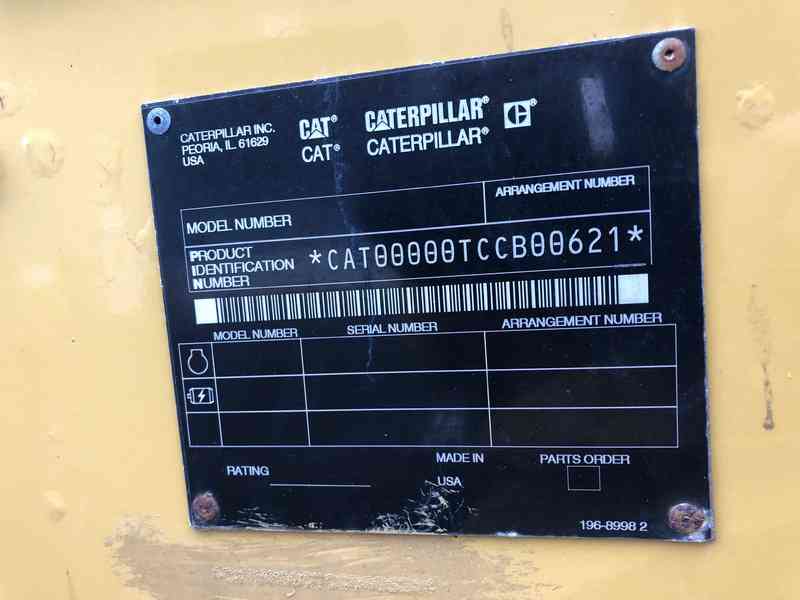 CATERPILLAR INC.
PEORIA, IL 61629
USA
CAT®
CAT®
CATERPILLAR®
CATERPILLAR®
C®
MODEL NUMBER
ARRANGEMENT NUMBER
PRODUCT
IDENTIFICATION
NUMBER
*CAT00000TCCB00621*
MODEL NUMBER
SERIAL NUMBER
ARRANGEMENT NUMBER
RATING
MADE IN
USA
PARTS ORDER
196-8998 2